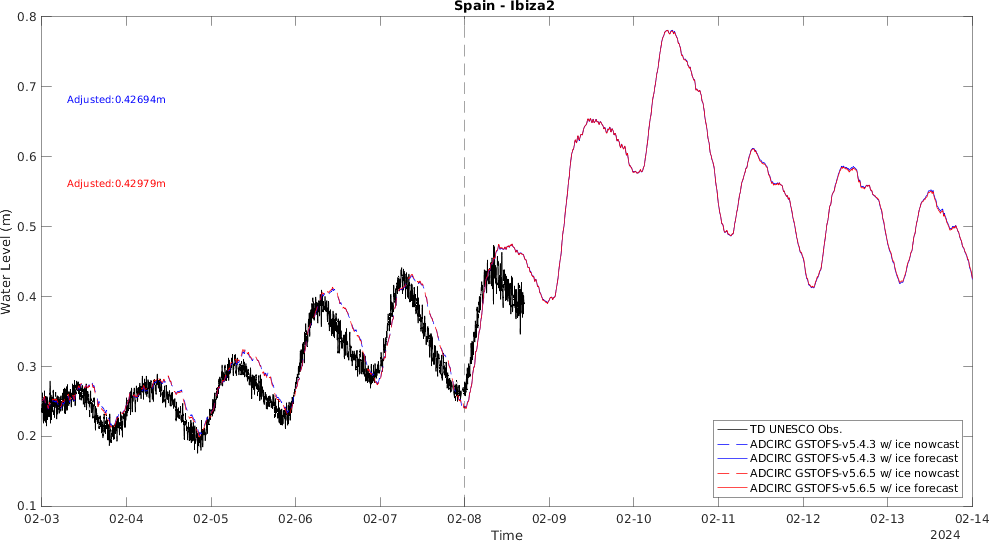 Spain - Ibiza2
0.8
0.7
0.6
0.5
0.4
0.3
0.2
0.1
Water Level (m)
Adjusted:0.42694m
Adjusted:0.42979m
TD UNESCO Obs.
ADCIRC GSTOFS-v5.4.3 w/ ice nowcast
ADCIRC GSTOFS-v5.4.3 w/ ice forecast
ADCIRC GSTOFS-v5.6.5 w/ ice nowcast
ADCIRC GSTOFS-v5.6.5 w/ ice forecast
02-03 02-04 02-05 02-06 02-07 02-08 02-09 02-10 02-11 02-12 02-13 02-14
Time
2024